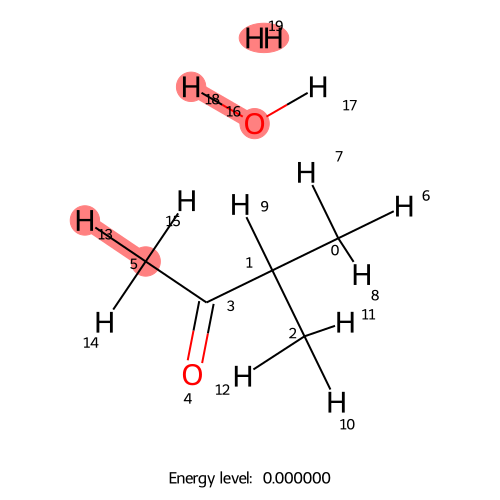 19
HH
H H
18 17
16
O
H 7
H 6
H H 9
15
H
13
5 1 0
H
8
3
H 11
H 2
14
O H
12
4
H
10
Energy level: 0.000000